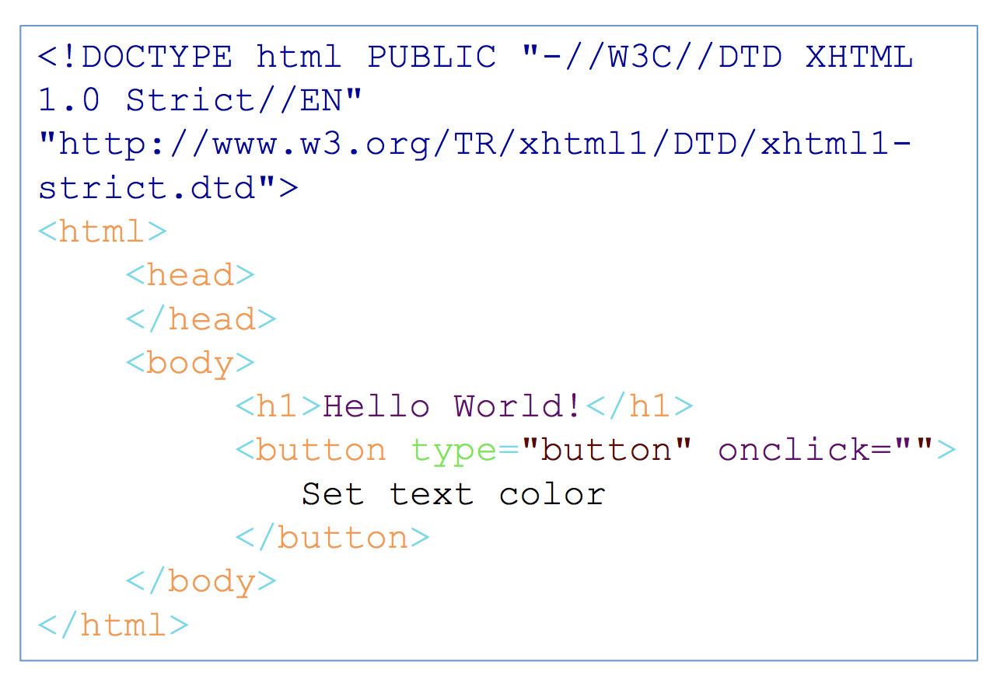 <!DOCTYPE html PUBLIC "-//W3C//DTD XHTML
1.0 Strict//EN"
"http://www.w3.org/TR/xhtml1/DTD/xhtml1-
strict.dtd">
<html>
    <head>
    </head>
    <body>
         <h1>Hello World!</h1>
         <button type="button" onclick="">
            Set text color
         </button>
    </body>
</html>